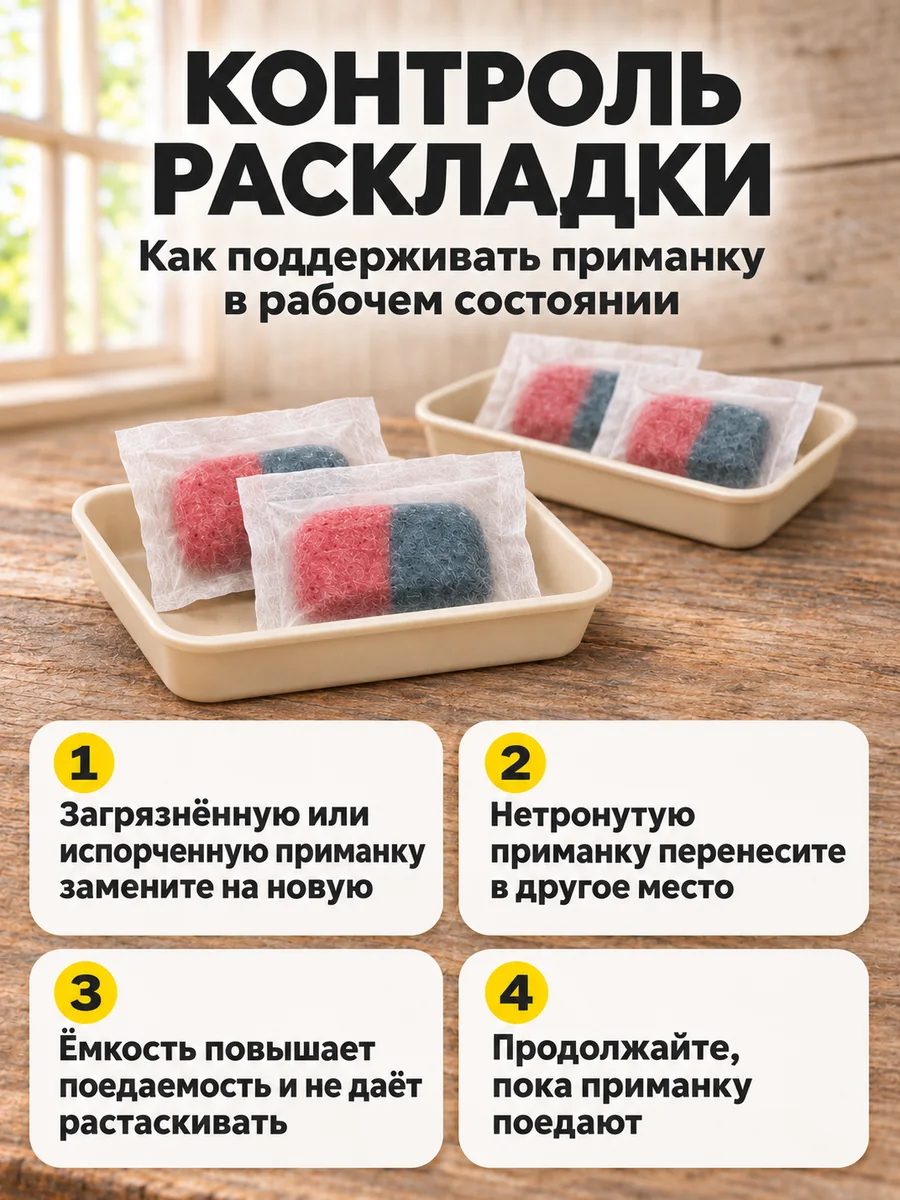 КОНТРОЛЬ
РАСКЛАДКИ
Как поддерживать приманку
в рабочем состоянии
1
Загрязнённую или
испорченную приманку
замените на новую
2
Нетронутую
приманку перенесите
в другое место
3
Ёмкость повышает
поедаемость и не даёт
растаскивать
4
Продолжайте,
пока приманку
поедают